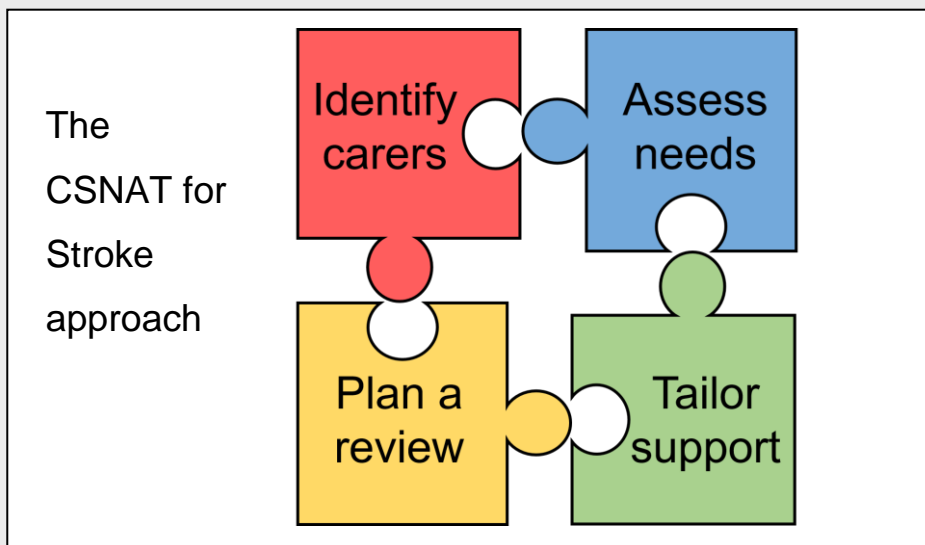 The
CSNAT for
Stroke
approach
Identify
carers
Assess
needs
Plan a
review
Tailor
support